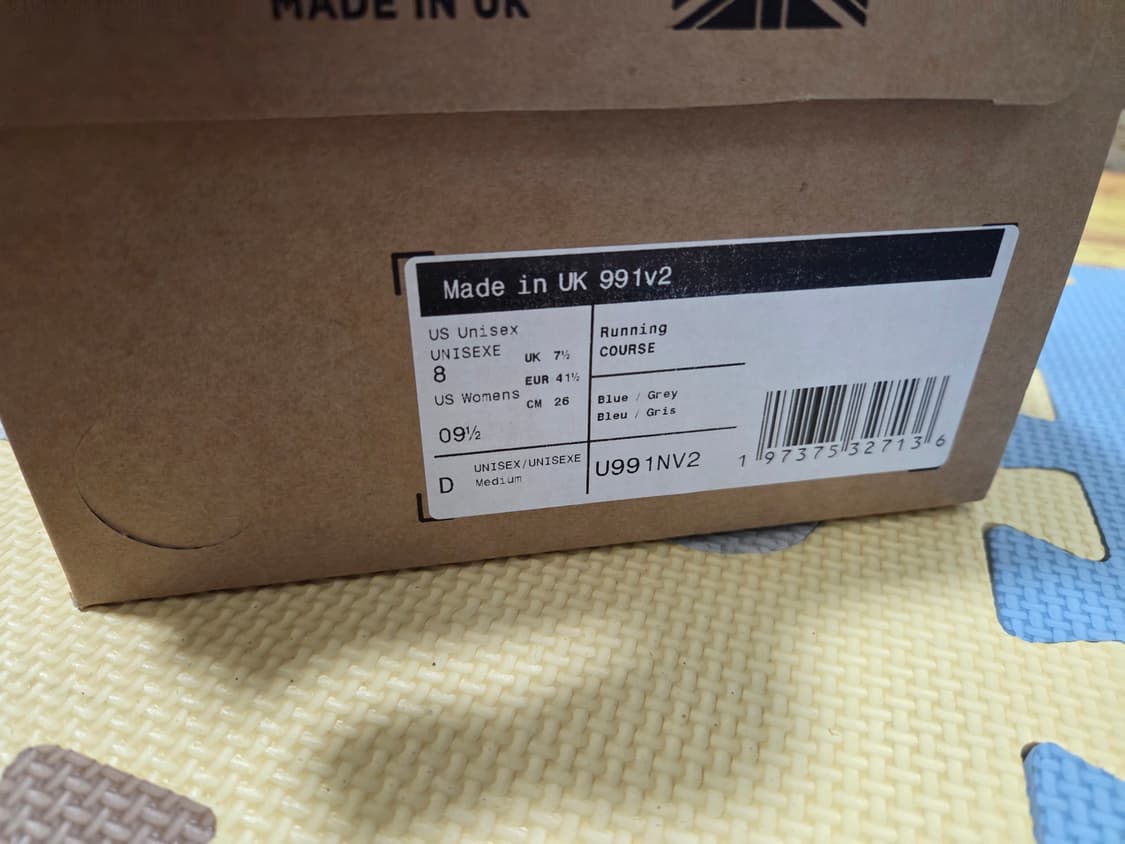 MADE IN UK
Made in UK 991v2
US Unisex
UNISEXE
8
US Womens
09½
UK 7½
EUR 41½
CM 26
D
UNISEX/UNISEXE
Medium
Running
COURSE
Blue / Grey
Bleu / Gris
U991NV2
1 97375 32713 6